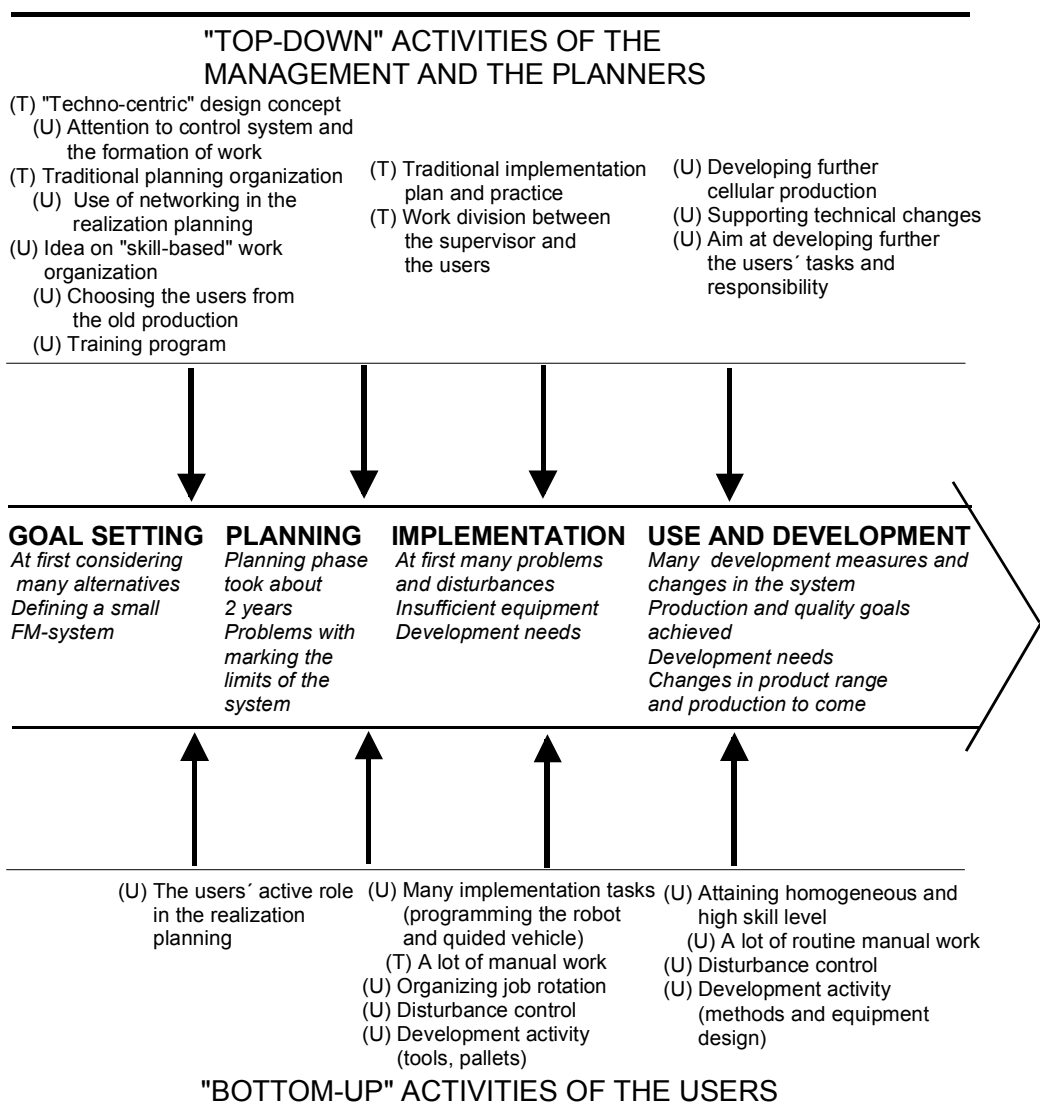 "TOP-DOWN" ACTIVITIES OF THE
MANAGEMENT AND THE PLANNERS
(T) "Techno-centric" design concept
(U) Attention to control system and
the formation of work
(T) Traditional planning organization
(U) Use of networking in the
realization planning
(U) Idea on "skill-based" work
organization
(U) Choosing the users from
the old production
(U) Training program
(T) Traditional implementation
plan and practice
(T) Work division between
the supervisor and
the users
(U) Developing further
cellular production
(U) Supporting technical changes
(U) Aim at developing further
the users´ tasks and
responsibility
GOAL SETTING
At first considering
many alternatives
Defining a small
FM-system
PLANNING
Planning phase
took about
2 years
Problems with
marking the
limits of the
system
IMPLEMENTATION
At first many problems
and disturbances
Insufficient equipment
Development needs
USE AND DEVELOPMENT
Many development measures and
changes in the system
Production and quality goals
achieved
Development needs
Changes in product range
and production to come
(U) The users´ active role
in the realization
planning
(U) Many implementation tasks
(programming the robot
and quided vehicle)
(T) A lot of manual work
(U) Organizing job rotation
(U) Disturbance control
(U) Development activity
(tools, pallets)
(U) Attaining homogeneous and
high skill level
(U) A lot of routine manual work
(U) Disturbance control
(U) Development activity
(methods and equipment
design)
"BOTTOM-UP" ACTIVITIES OF THE USERS